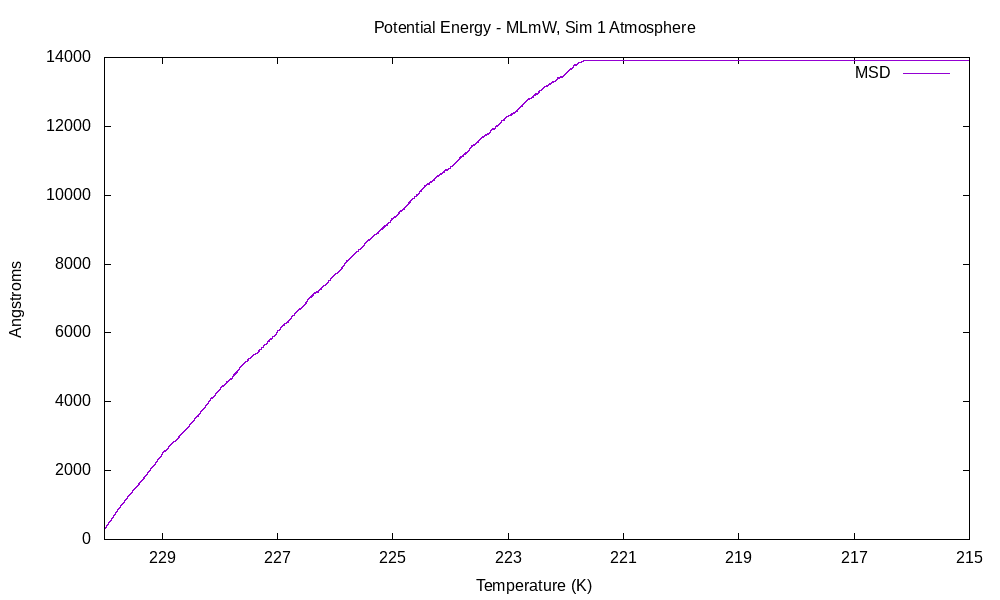 Potential Energy - MLmW, Sim 1 Atmosphere
14000
MSD
12000
10000
8000
Angstroms
6000
4000
2000
0
229 227 225 223 221 219 217 215
Temperature (K)